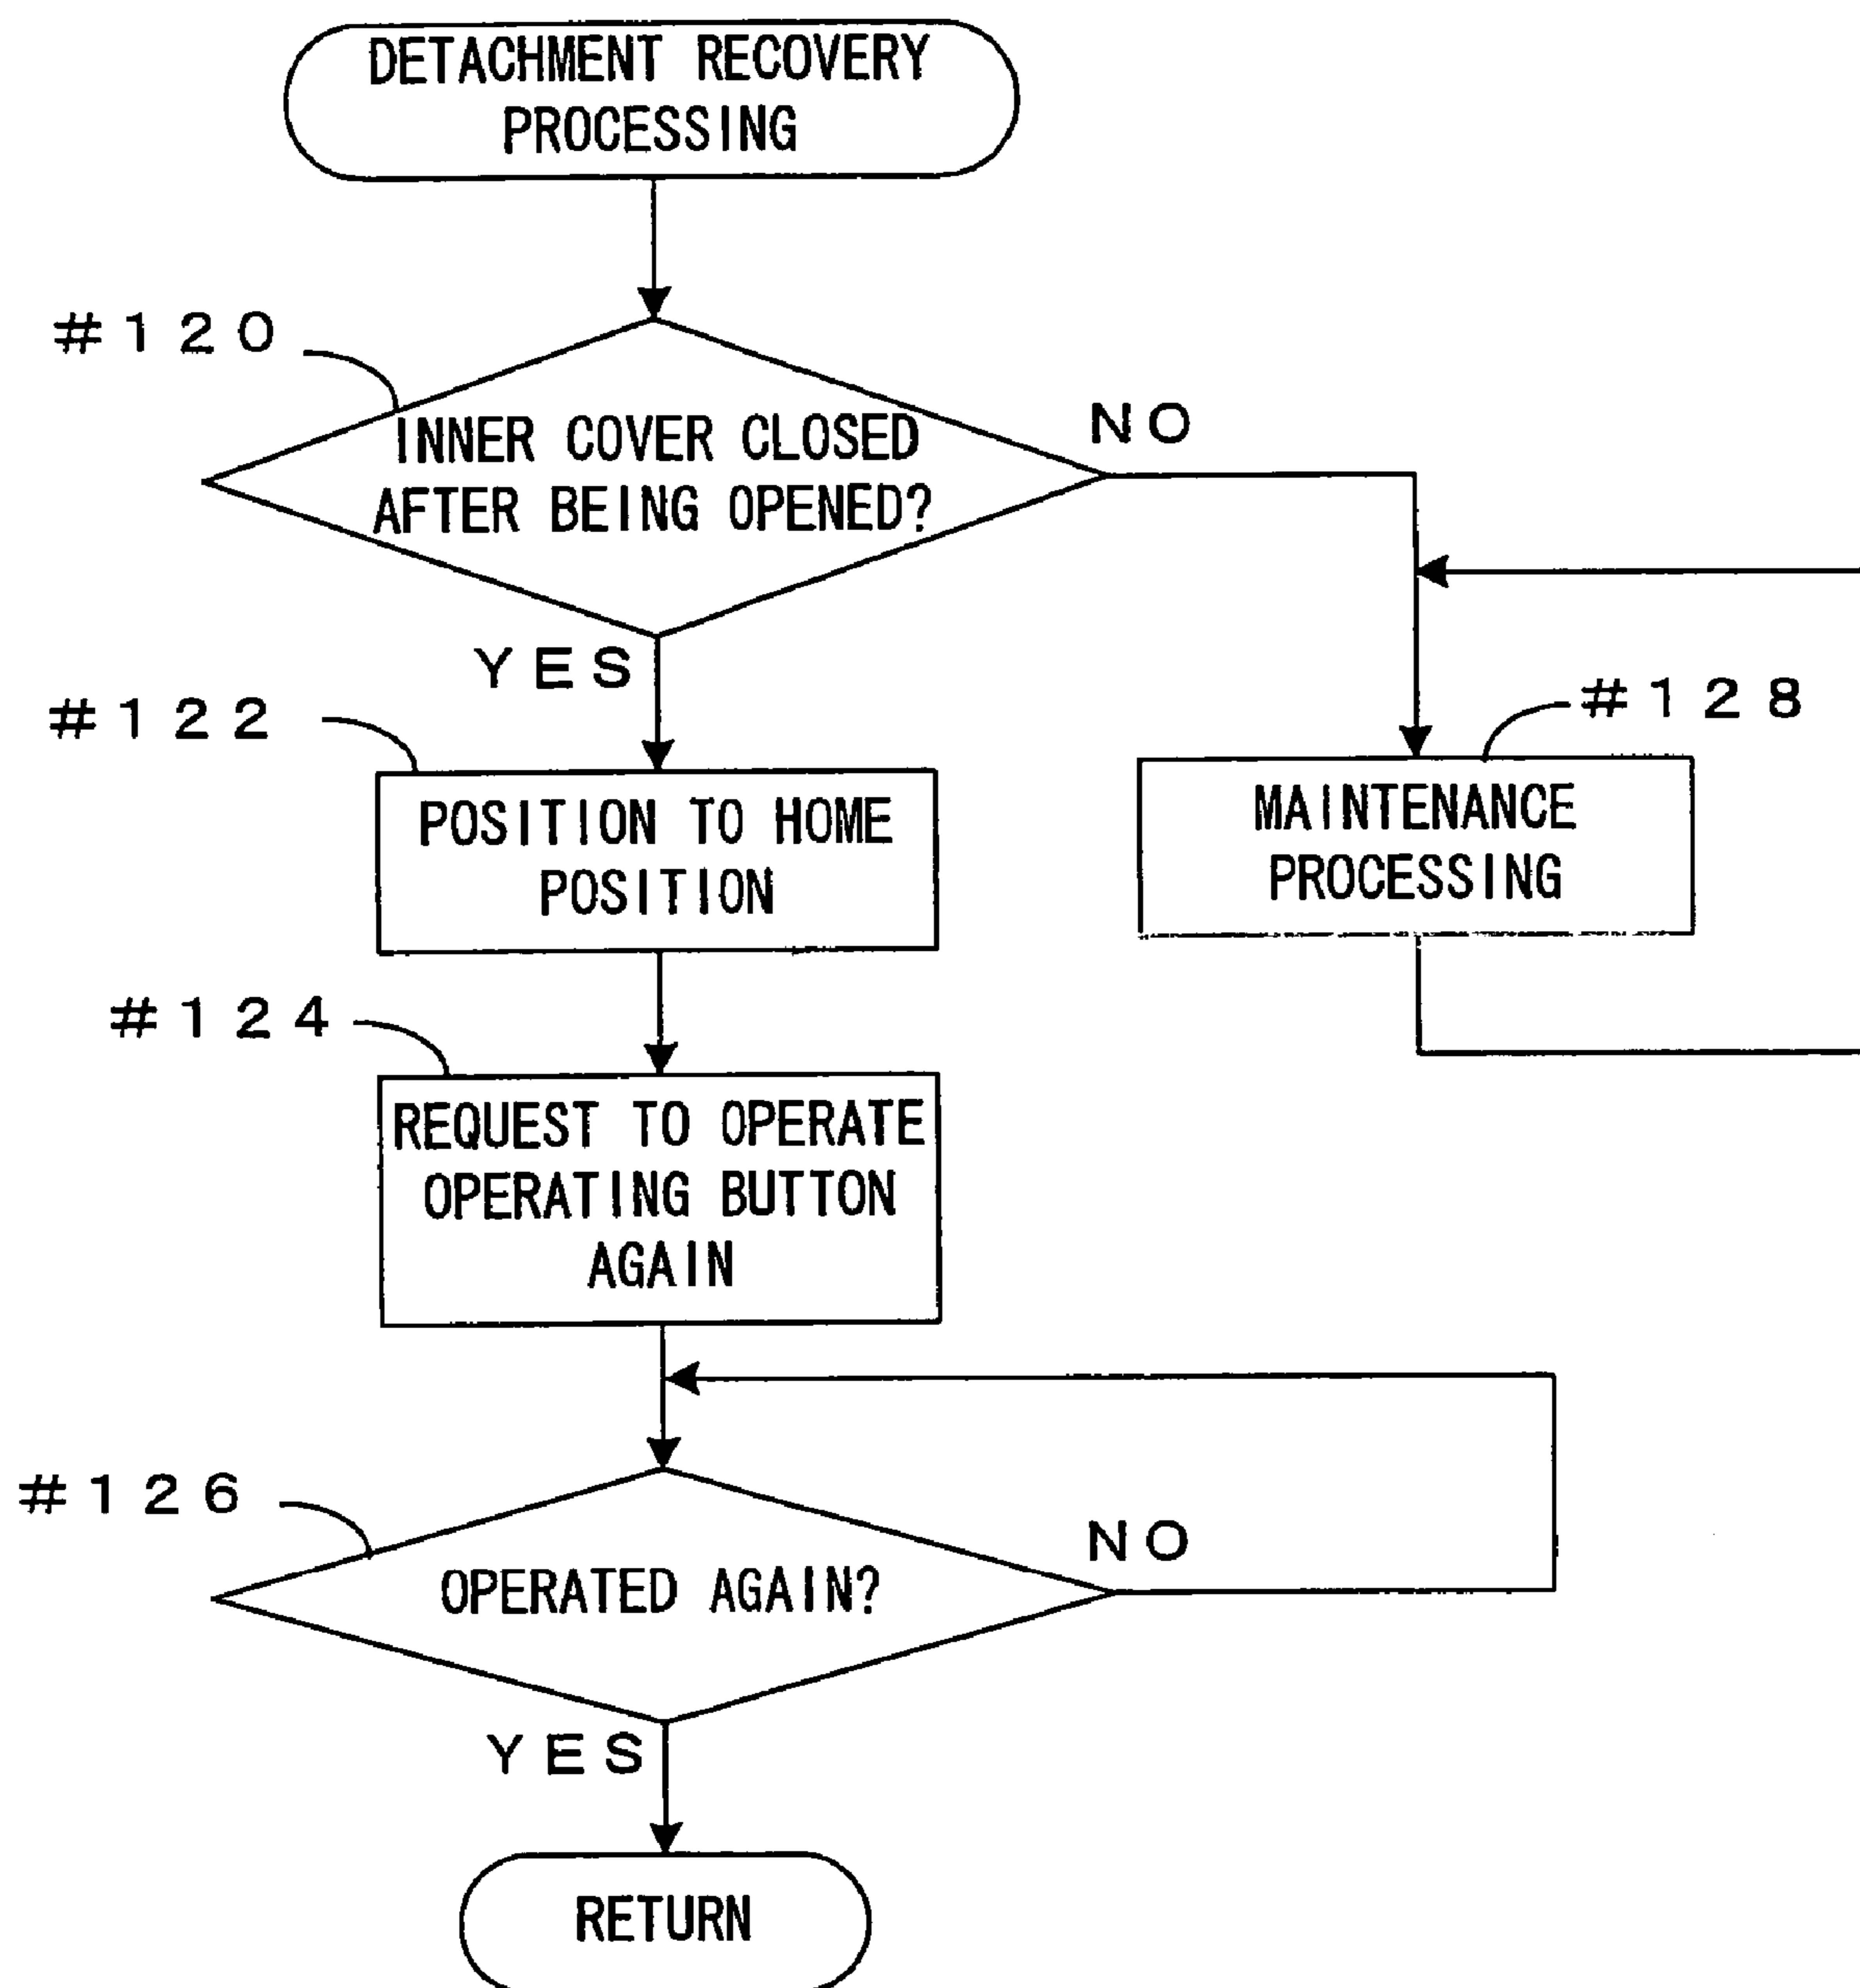 DETACHMENT RECOVERY
PROCESSING
#120
INNER COVER CLOSED
AFTER BEING OPENED?
NO
YES
#122
POSITION TO HOME
POSITION
#128
MAINTENANCE
PROCESSING
#124
REQUEST TO OPERATE
OPERATING BUTTON
AGAIN
#126
OPERATED AGAIN?
NO
YES
RETURN